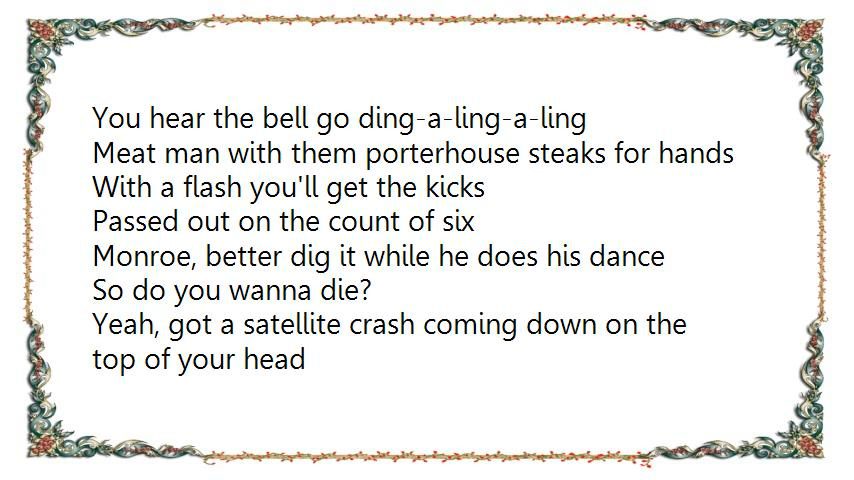 You hear the bell go ding-a-ling-a-ling
Meat man with them porterhouse steaks for hands
With a flash you'll get the kicks
Passed out on the count of six
Monroe, better dig it while he does his dance
So do you wanna die?
Yeah, got a satellite crash coming down on the
top of your head